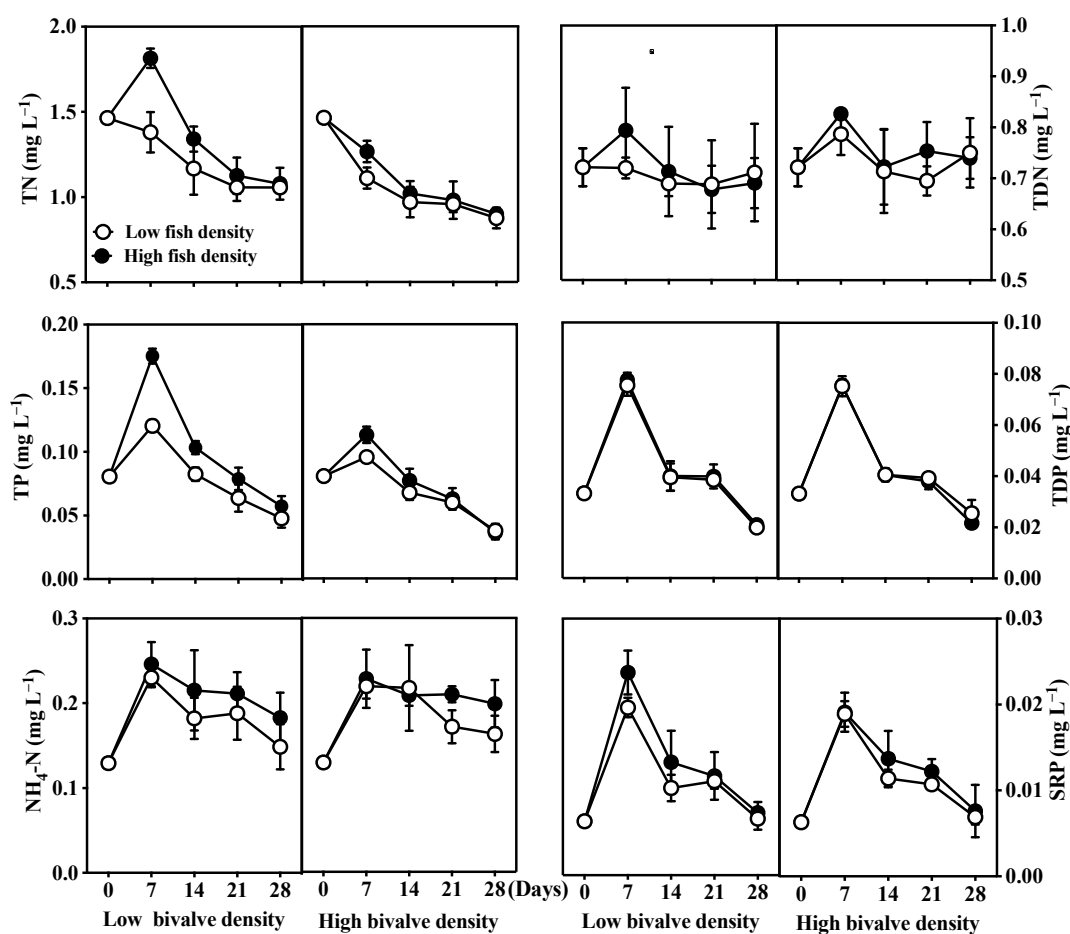 2.0
1.5
1.0
0.5
TN (mg L⁻¹)
Low fish density
High fish density
1.0
0.9
0.8
0.7
0.6
0.5
TDN (mg L⁻¹)
0.20
0.15
0.10
0.05
0.00
TP (mg L⁻¹)
0.10
0.08
0.06
0.04
0.02
0.00
TDP (mg L⁻¹)
0.3
0.2
0.1
0.0
NH₄-N (mg L⁻¹)
0.03
0.02
0.01
0.00
SRP (mg L⁻¹)
0 7 14 21 28 0 7 14 21 28 (Days) 0 7 14 21 28 0 7 14 21 28
Low bivalve density High bivalve density Low bivalve density High bivalve density